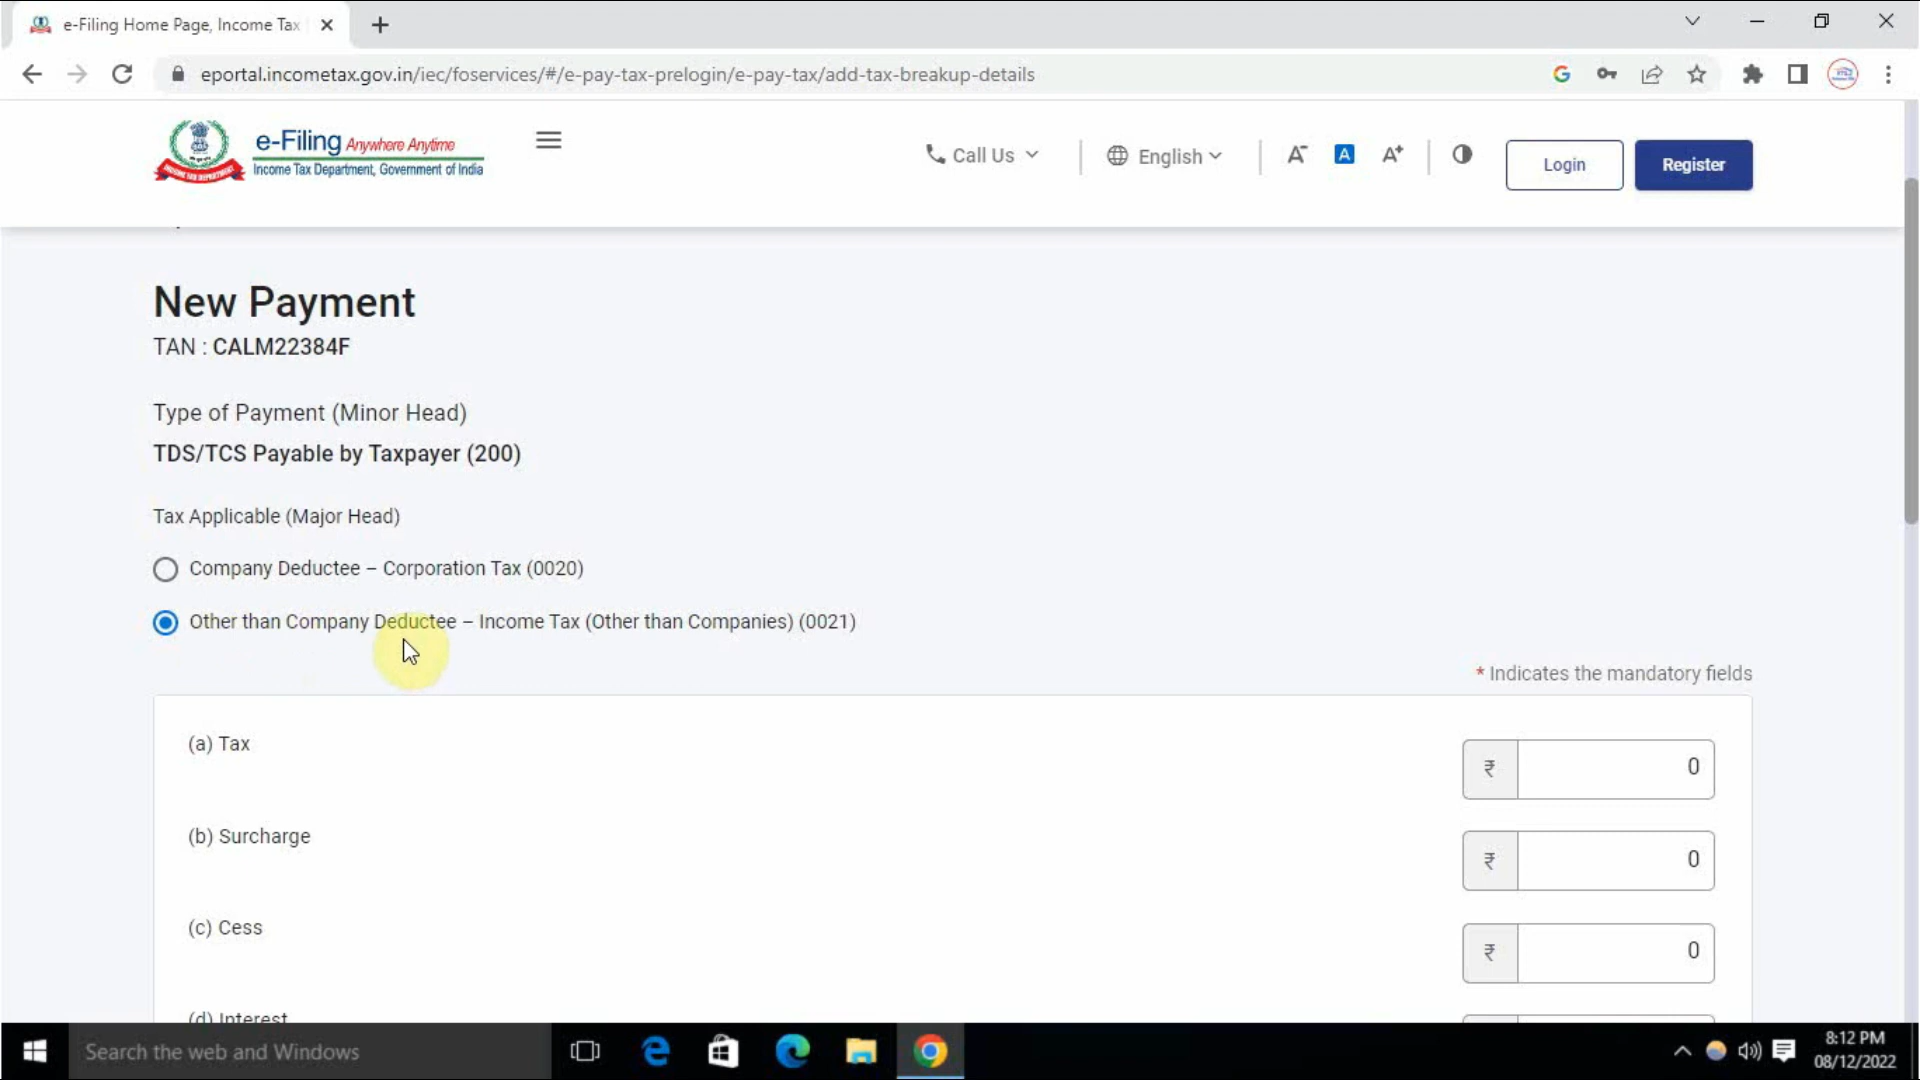 e-Filing Home Page, Income Tax
eportal.incometax.gov.in/iec/foservices/#/e-pay-tax-prelogin/e-pay-tax/add-tax-breakup-details
e-Filing Anywhere Anytime
Income Tax Department, Government of India
Call Us
English
A-
A
A+
Login
Register
New Payment
TAN : CALM22384F
Type of Payment (Minor Head)
TDS/TCS Payable by Taxpayer (200)
Tax Applicable (Major Head)
Company Deductee – Corporation Tax (0020)
Other than Company Deductee – Income Tax (Other than Companies) (0021)
* Indicates the mandatory fields
(a) Tax
₹ 0
(b) Surcharge
₹ 0
(c) Cess
₹ 0
(d) Interest
Search the web and Windows
8:12 PM
08/12/2022